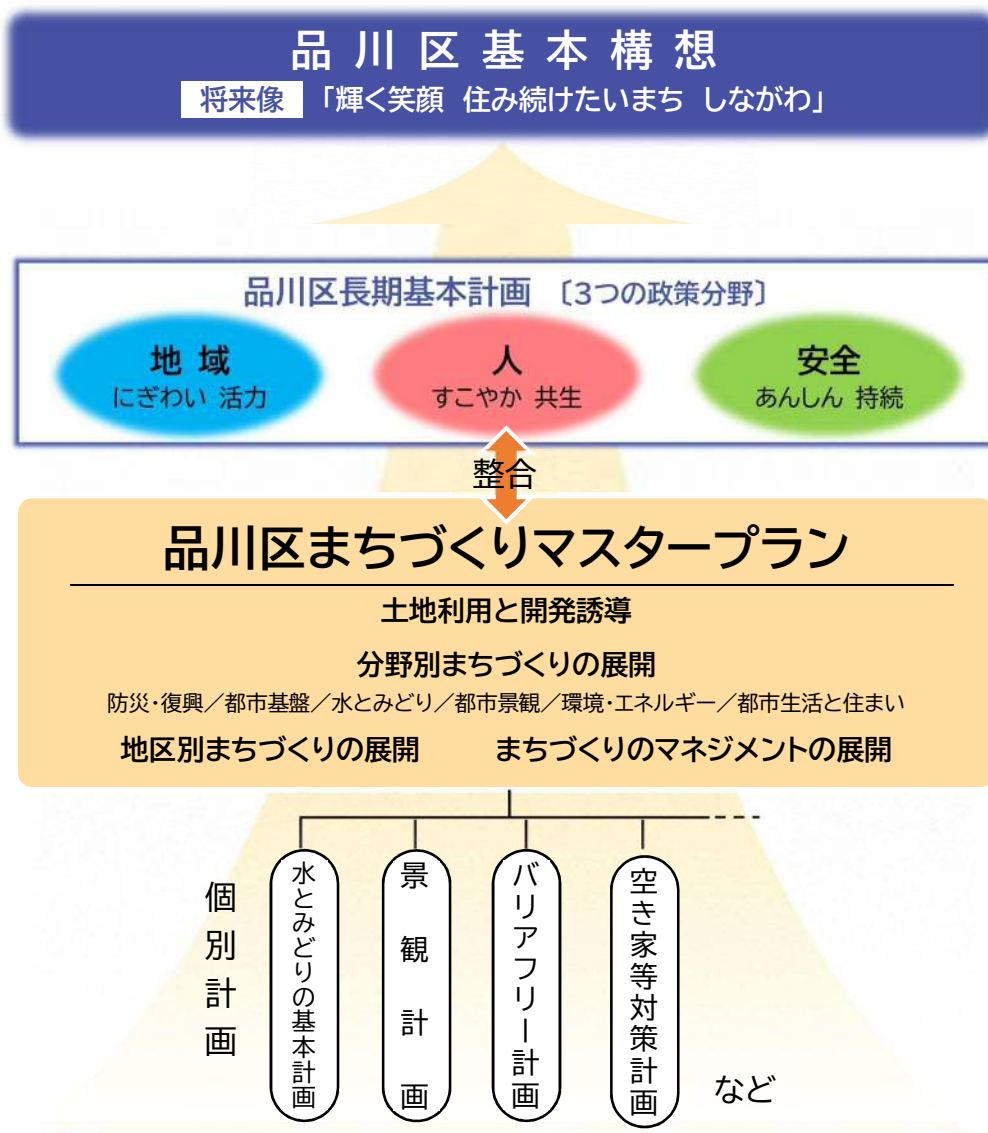 品川区基本構想
将来像 「輝く笑顔 住み続けたいまち しながわ」
品川区長期基本計画 〔3つの政策分野〕
地域
にぎわい 活力
人
すこやか 共生
安全
あんしん 持続
整合
品川区まちづくりマスタープラン
土地利用と開発誘導
分野別まちづくりの展開
防災・復興／都市基盤／水とみどり／都市景観／環境・エネルギー／都市生活と住まい
地区別まちづくりの展開 まちづくりのマネジメントの展開
個別計画
水とみどりの基本計画
景観計画
バリアフリー計画
空き家等対策計画
など